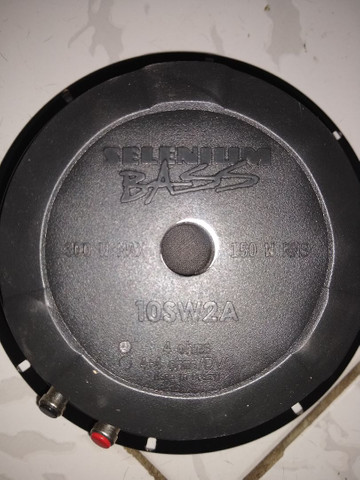 SELENIUM
BASS
300 W MAX 150 W RMS
10SW2A
4 ohms